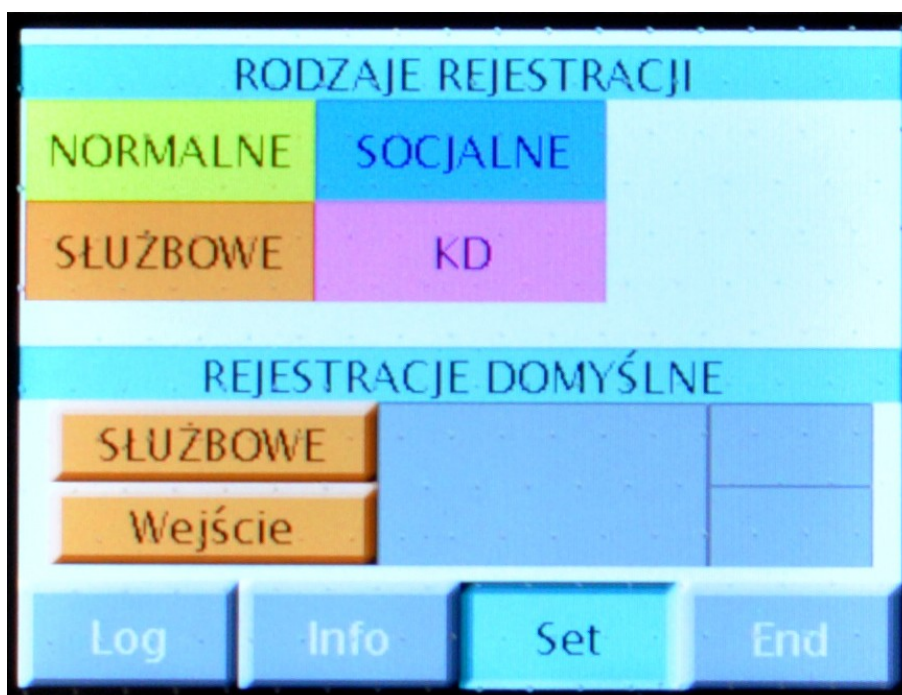 RODZAJE REJESTRACJI
NORMALNE SOCJALNE
SŁUŻBOWE KD
REJESTRACJE DOMYŚLNE
SŁUŻBOWE
Wejście
Log Info Set End